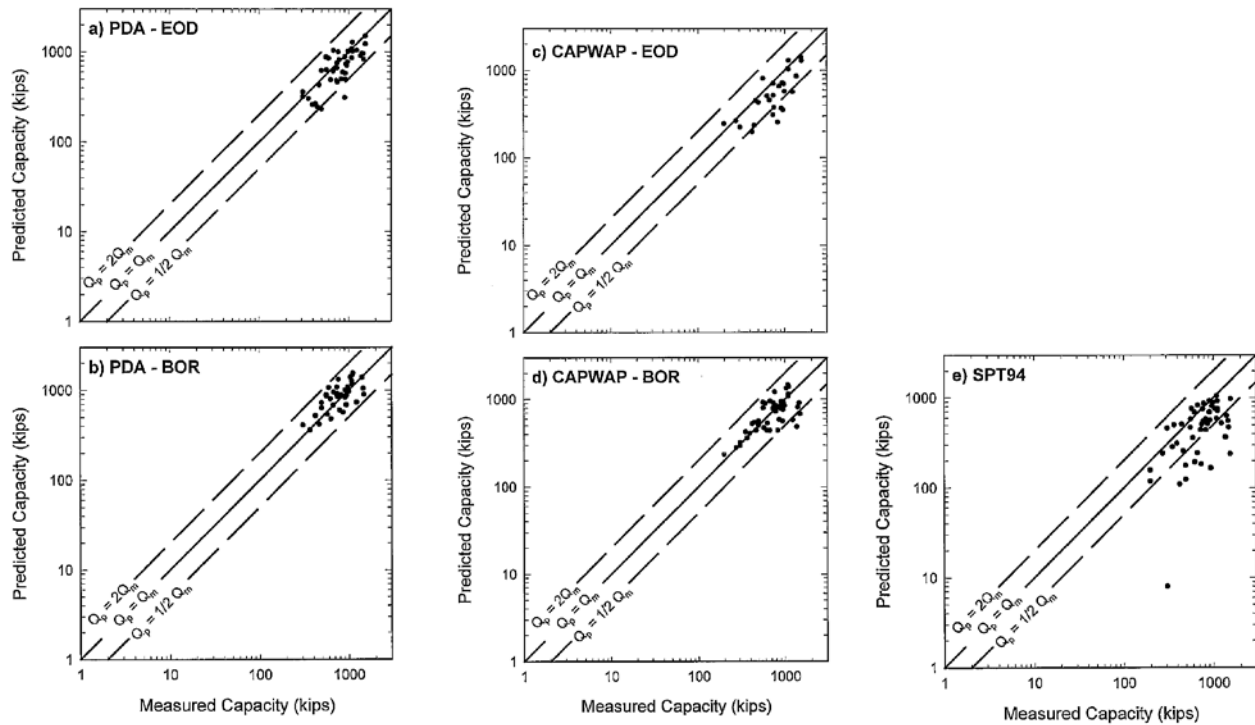 a) PDA - EOD
Predicted Capacity (kips)
1000
100
10
1
Qp = 2Qm
Qp = Qm
Qp = 1/2 Qm
b) PDA - BOR
Predicted Capacity (kips)
1000
100
10
1
Qp = 2Qm
Qp = Qm
Qp = 1/2 Qm
1 10 100 1000
Measured Capacity (kips)
c) CAPWAP - EOD
Predicted Capacity (kips)
1000
100
10
1
Qp = 2Qm
Qp = Qm
Qp = 1/2 Qm
d) CAPWAP - BOR
Predicted Capacity (kips)
1000
100
10
1
Qp = 2Qm
Qp = Qm
Qp = 1/2 Qm
1 10 100 1000
Measured Capacity (kips)
e) SPT94
Predicted Capacity (kips)
1000
100
10
1
Qp = 2Qm
Qp = Qm
Qp = 1/2 Qm
1 10 100 1000
Measured Capacity (kips)